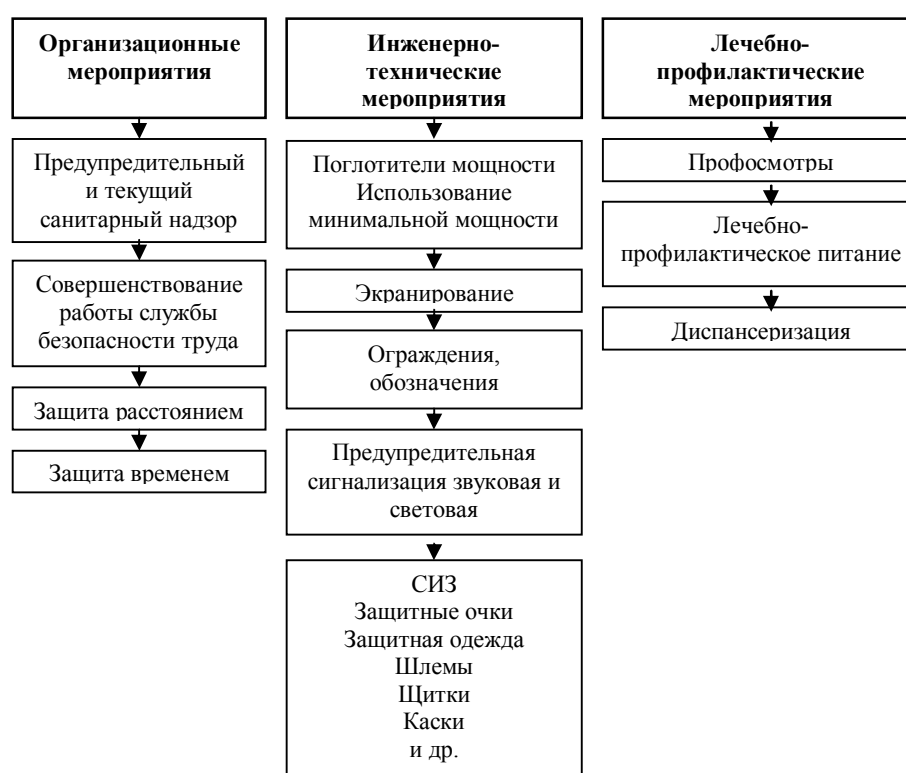 Организационные
мероприятия
Предупредительный
и текущий
санитарный надзор
Совершенствование
работы службы
безопасности труда
Защита расстоянием
Защита временем
Инженерно-
технические
мероприятия
Поглотители мощности
Использование
минимальной мощности
Экранирование
Ограждения,
обозначения
Предупредительная
сигнализация звуковая и
световая
СИЗ
Защитные очки
Защитная одежда
Шлемы
Щитки
Каски
и др.
Лечебно-
профилактические
мероприятия
Профосмотры
Лечебно-
профилактическое питание
Диспансеризация